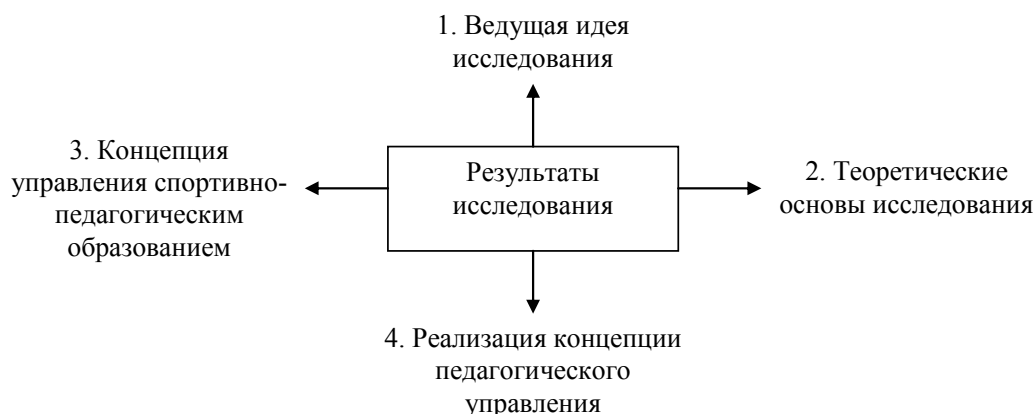 1. Ведущая идея
исследования
3. Концепция
управления спортивно-
педагогическим
образованием
Результаты
исследования
2. Теоретические
основы исследования
4. Реализация концепции
педагогического
управления